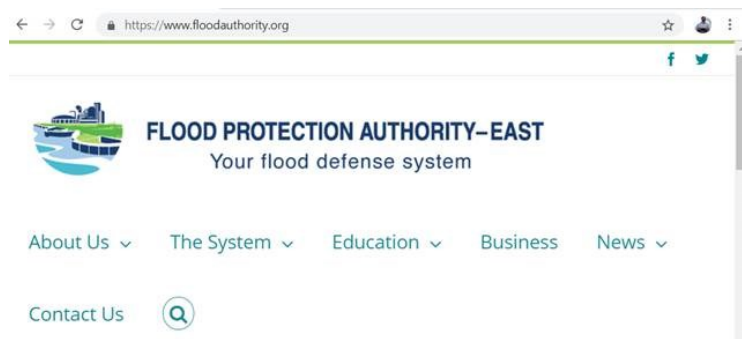 https://www.floodauthority.org
FLOOD PROTECTION AUTHORITY–EAST
Your flood defense system
About Us The System Education Business News
Contact Us